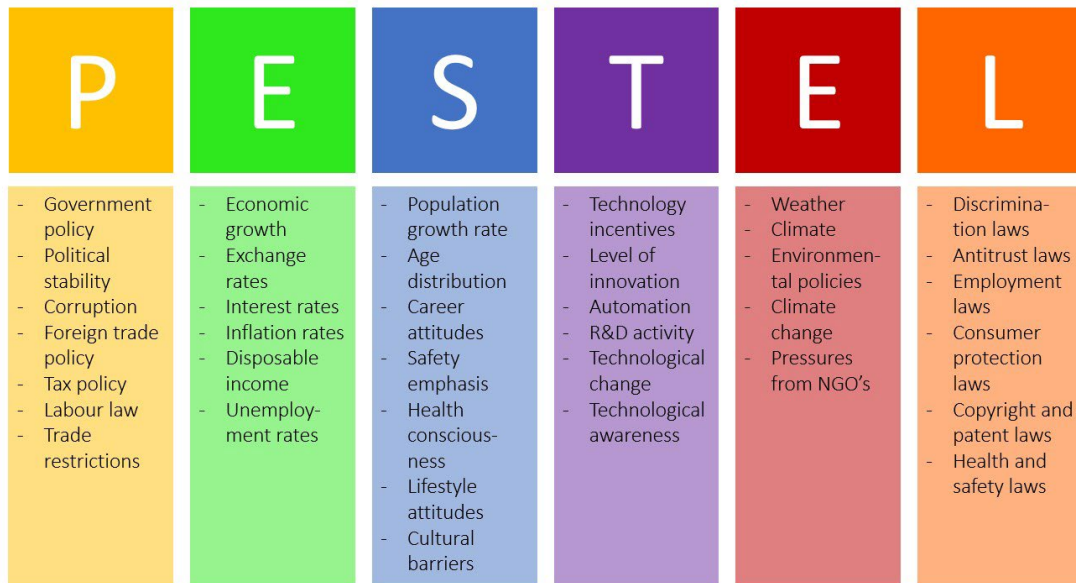 P
E
S
T
E
L
- Government
policy
- Political
stability
- Corruption
- Foreign trade
policy
- Tax policy
- Labour law
- Trade
restrictions
- Economic
growth
- Exchange
rates
- Interest rates
- Inflation rates
- Disposable
income
- Unemploy-
ment rates
- Population
growth rate
- Age
distribution
- Career
attitudes
- Safety
emphasis
- Health
conscious-
ness
- Lifestyle
attitudes
- Cultural
barriers
- Technology
incentives
- Level of
innovation
- Automation
- R&D activity
- Technological
change
- Technological
awareness
- Weather
- Climate
- Environmen-
tal policies
- Climate
change
- Pressures
from NGO's
- Discrimina-
tion laws
- Antitrust laws
- Employment
laws
- Consumer
protection
laws
- Copyright and
patent laws
- Health and
safety laws